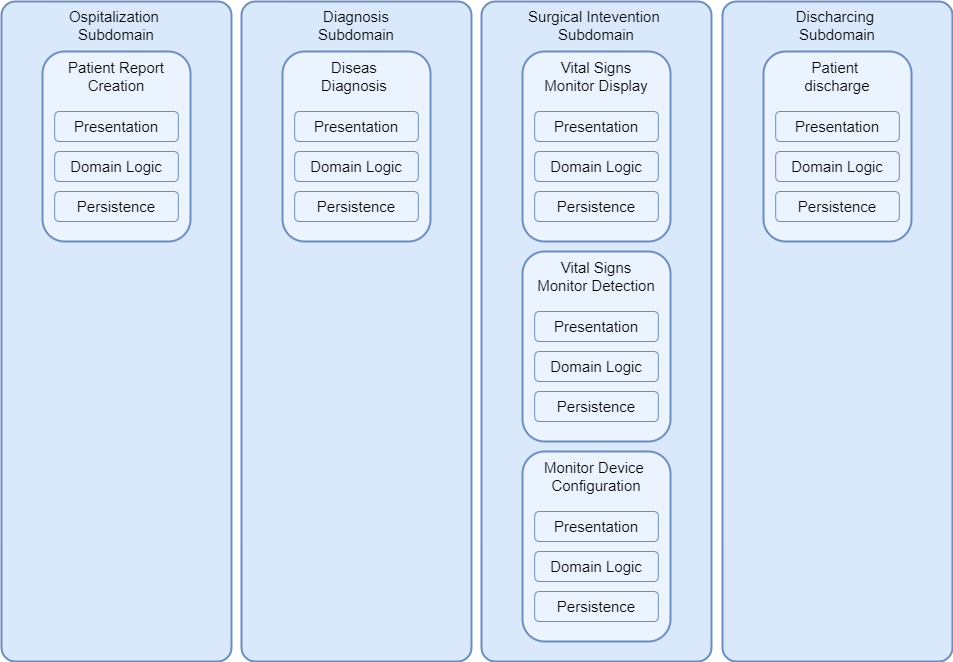 Ospitalization
Subdomain
Patient Report
Creation
Presentation
Domain Logic
Persistence
Diagnosis
Subdomain
Diseas
Diagnosis
Presentation
Domain Logic
Persistence
Surgical Intevention
Subdomain
Vital Signs
Monitor Display
Presentation
Domain Logic
Persistence
Vital Signs
Monitor Detection
Presentation
Domain Logic
Persistence
Monitor Device
Configuration
Presentation
Domain Logic
Persistence
Discharcing
Subdomain
Patient
discharge
Presentation
Domain Logic
Persistence